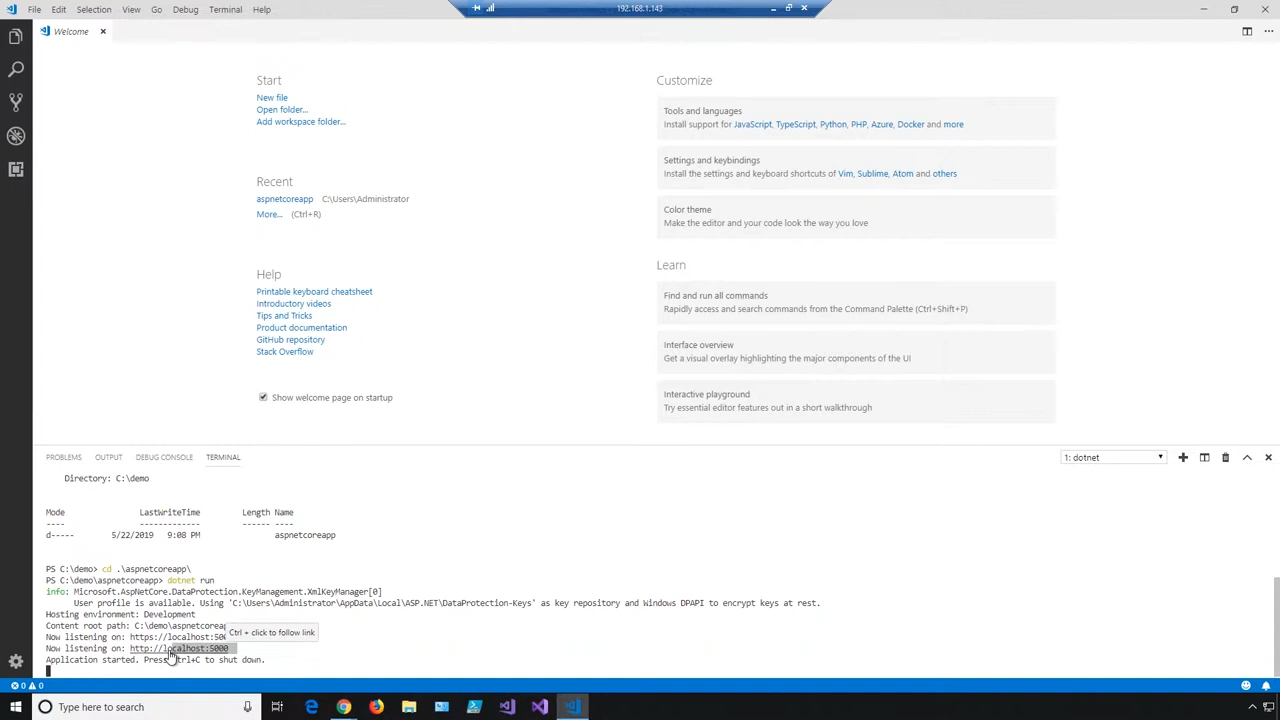 File Edit Selection View Go Debug Terminal Help
192.168.1.143
Welcome
Start
New file
Open folder...
Add workspace folder...
Recent
aspnetcoreapp C:\Users\Administrator
More... (Ctrl+R)
Help
Printable keyboard cheatsheet
Introductory videos
Tips and Tricks
Product documentation
GitHub repository
Stack Overflow
Show welcome page on startup
Customize
Tools and languages
Install support for JavaScript, TypeScript, Python, PHP, Azure, Docker and more
Settings and keybindings
Install the settings and keyboard shortcuts of Vim, Sublime, Atom and others
Color theme
Make the editor and your code look the way you love
Learn
Find and run all commands
Rapidly access and search commands from the Command Palette (Ctrl+Shift+P)
Interface overview
Get a visual overlay highlighting the major components of the UI
Interactive playground
Try essential editor features out in a short walkthrough
PROBLEMS OUTPUT DEBUG CONSOLE TERMINAL
1: dotnet
Directory: C:\demo
Mode LastWriteTime Length Name
---- ------------- ------ ----
d----- 5/22/2019 9:08 PM aspnetcoreapp
PS C:\demo> cd .\aspnetcoreapp\
PS C:\demo\aspnetcoreapp> dotnet run
info: Microsoft.AspNetCore.DataProtection.KeyManagement.XmlKeyManager[0]
User profile is available. Using 'C:\Users\Administrator\AppData\Local\ASP.NET\DataProtection-Keys' as key repository and Windows DPAPI to encrypt keys at rest.
Hosting environment: Development
Content root path: C:\demo\aspnetcoreap
Ctrl + click to follow link
Now listening on: https://localhost:500
Now listening on: http://localhost:5000
Application started. Press Ctrl+C to shut down.
0 0
Type here to search